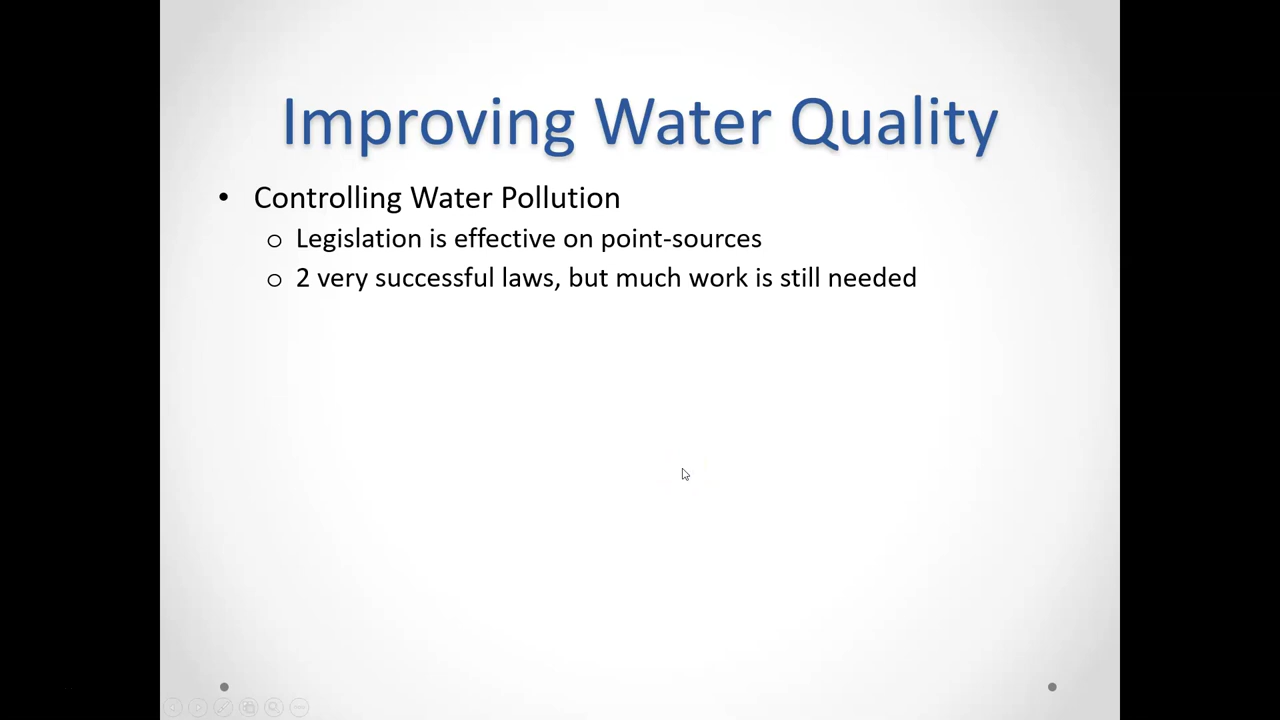 Improving Water Quality
• Controlling Water Pollution
o Legislation is effective on point-sources
o 2 very successful laws, but much work is still needed